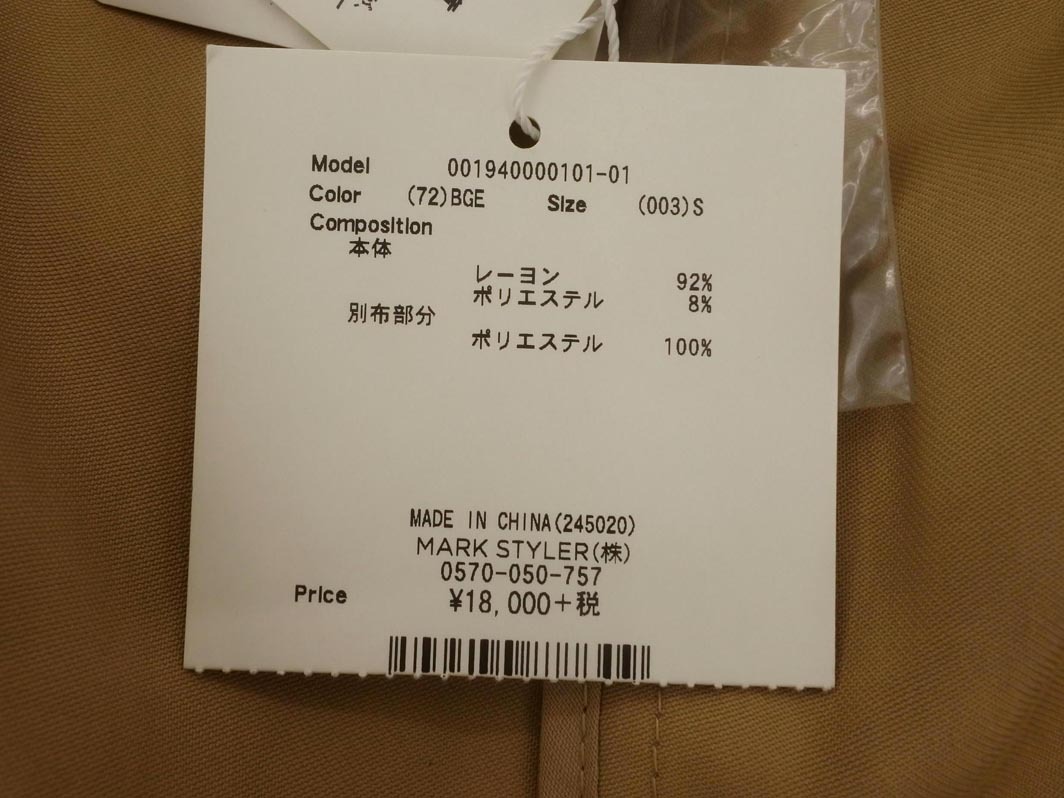 Model 001940000101-01
Color (72)BGE Size (003)S
Composition
本体
レーヨン 92%
ポリエステル 8%
別布部分
ポリエステル 100%
MADE IN CHINA(245020)
MARK STYLER(株)
0570-050-757
Price ¥18,000+税